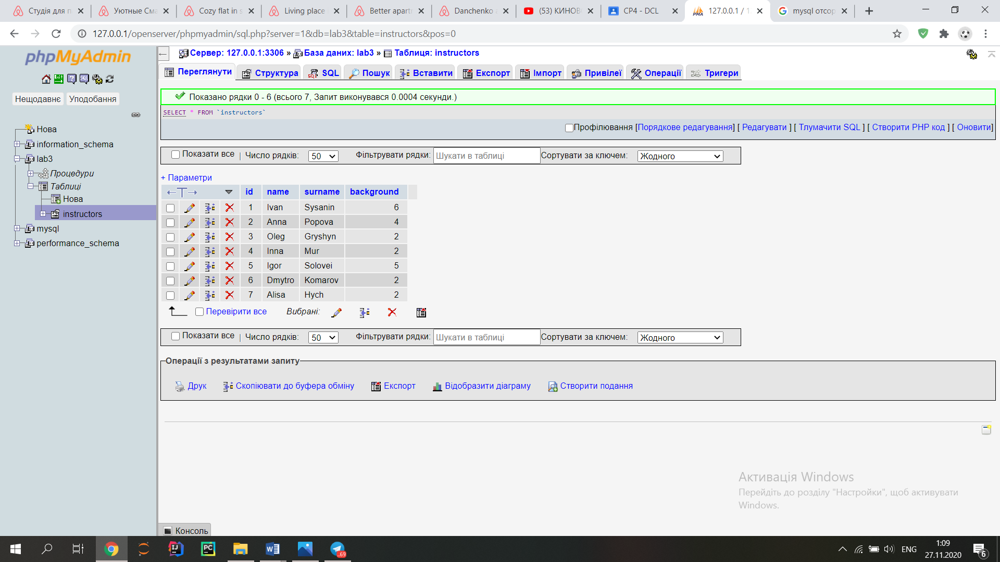 Студія для п
Уютные Сма
Cozy flat in s
Living place
Better apart
Danchenko a
(53) КИНОВ
CP4 - DCL
127.0.0.1 / 1
mysql отсор
127.0.0.1/openserver/phpmyadmin/sql.php?server=1&db=lab3&table=instructors&pos=0
phpMyAdmin
Нещодавнє Уподобання
Нова
information_schema
lab3
Процедури
Таблиці
Нова
instructors
mysql
performance_schema
Сервер: 127.0.0.1:3306 » База даних: lab3 » Таблиця: instructors
Переглянути Структура SQL Пошук Вставити Експорт Імпорт Привілеї Операції Тригери
Показано рядки 0 - 6 (всього 7, Запит виконувався 0.0004 секунди.)
SELECT * FROM `instructors`
Профілювання [Порядкове редагування] [ Редагувати ] [ Тлумачити SQL ] [ Створити PHP код ] [ Оновити]
Показати все | Число рядків: 50 Фільтрувати рядки: Шукати в таблиці Сортувати за ключем: Жодного
+ Параметри
←T→ id name surname background
1 Ivan Sysanin 6
2 Anna Popova 4
3 Oleg Gryshyn 2
4 Inna Mur 2
5 Igor Solovei 5
6 Dmytro Komarov 2
7 Alisa Hych 2
Перевірити все Вибрані:
Показати все | Число рядків: 50 Фільтрувати рядки: Шукати в таблиці Сортувати за ключем: Жодного
Операції з результатами запиту
Друк Скопіювати до буфера обміну Експорт Відобразити діаграму Створити подання
Активація Windows
Перейдіть до розділу "Настройки", щоб активувати
Windows.
Консоль
ENG
1:09
27.11.2020
6
69